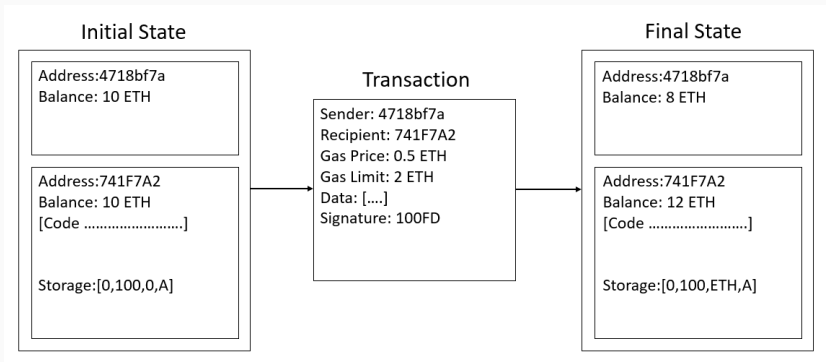 Initial State
Address:4718bf7a
Balance: 10 ETH
Address:741F7A2
Balance: 10 ETH
[Code …………………….]
Storage:[0,100,0,A]
Transaction
Sender: 4718bf7a
Recipient: 741F7A2
Gas Price: 0.5 ETH
Gas Limit: 2 ETH
Data: [….]
Signature: 100FD
Final State
Address:4718bf7a
Balance: 8 ETH
Address:741F7A2
Balance: 12 ETH
[Code …………………….]
Storage:[0,100,ETH,A]